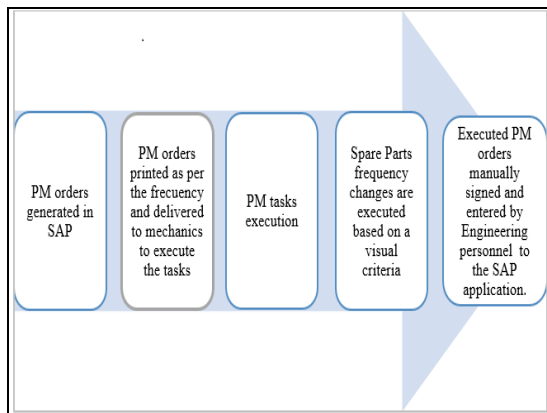 PM orders
generated in
SAP
PM orders
printed as per
the frecuency
and delivered
to mechanics
to execute
the tasks
PM tasks
execution
Spare Parts
frequency
changes are
executed
based on a
visual
criteria
Executed PM
orders
manually
signed and
entered by
Engineering
personnel to
the SAP
application.